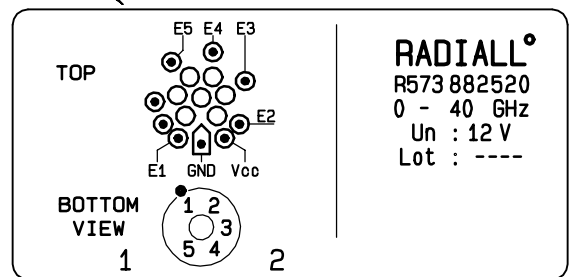 E5 E4 E3
TOP
E2
E1 GND Vcc
BOTTOM
VIEW
1 2
3
5 4
1 2
RADIALL°
R573 882520
0 - 40 GHz
Un : 12 V
Lot : ----